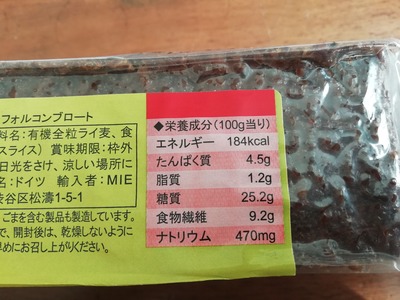 フォルコンブロート
料名：有機全粒ライ麦、食
スライス） 賞味期限：枠外
日光をさけ、涼しい場所に
名：ドイツ 輸入者：MIE
谷区松濤1-5-1
ごまを含む製品も製造しています。
で、開封後は、乾燥しないように
早めにお召し上がりください。
◆栄養成分（100g当り）
エネルギー 184kcal
たんぱく質 4.5g
脂質 1.2g
糖質 25.2g
食物繊維 9.2g
ナトリウム 470mg